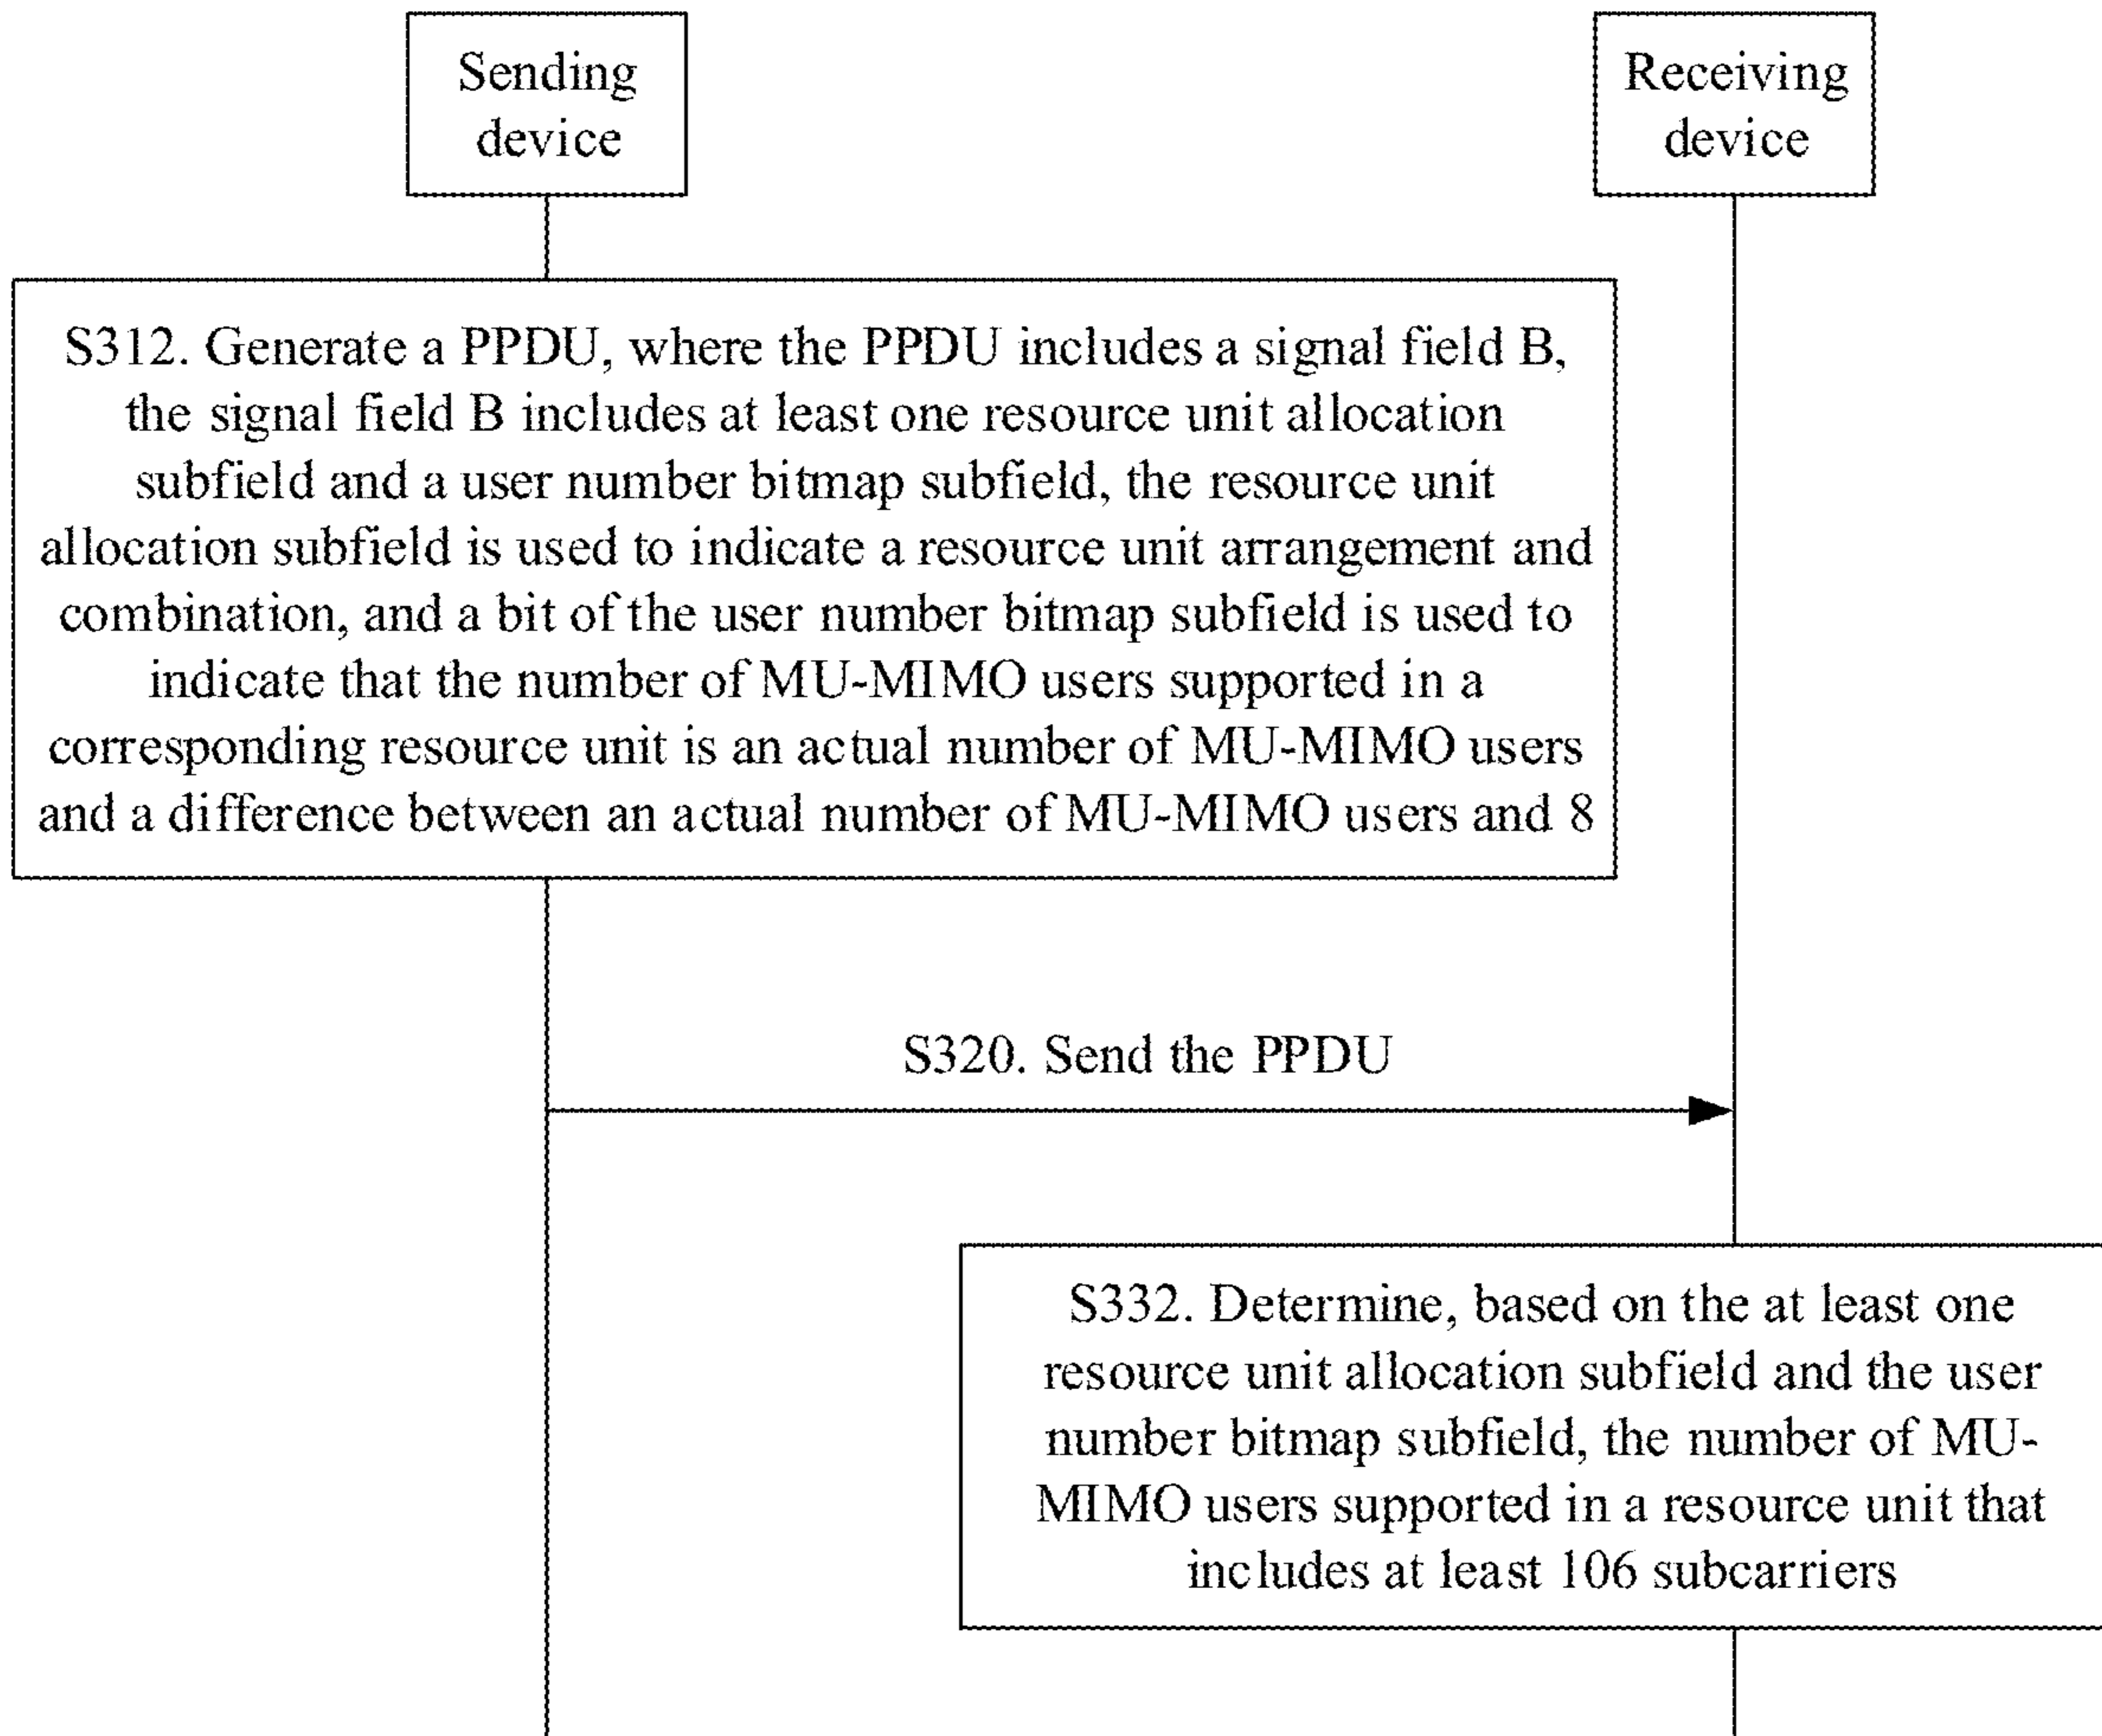 Sending
device
Receiving
device
S312. Generate a PPDU, where the PPDU includes a signal field B,
the signal field B includes at least one resource unit allocation
subfield and a user number bitmap subfield, the resource unit
allocation subfield is used to indicate a resource unit arrangement and
combination, and a bit of the user number bitmap subfield is used to
indicate that the number of MU-MIMO users supported in a
corresponding resource unit is an actual number of MU-MIMO users
and a difference between an actual number of MU-MIMO users and 8
S320. Send the PPDU
S332. Determine, based on the at least one
resource unit allocation subfield and the user
number bitmap subfield, the number of MU-
MIMO users supported in a resource unit that
includes at least 106 subcarriers